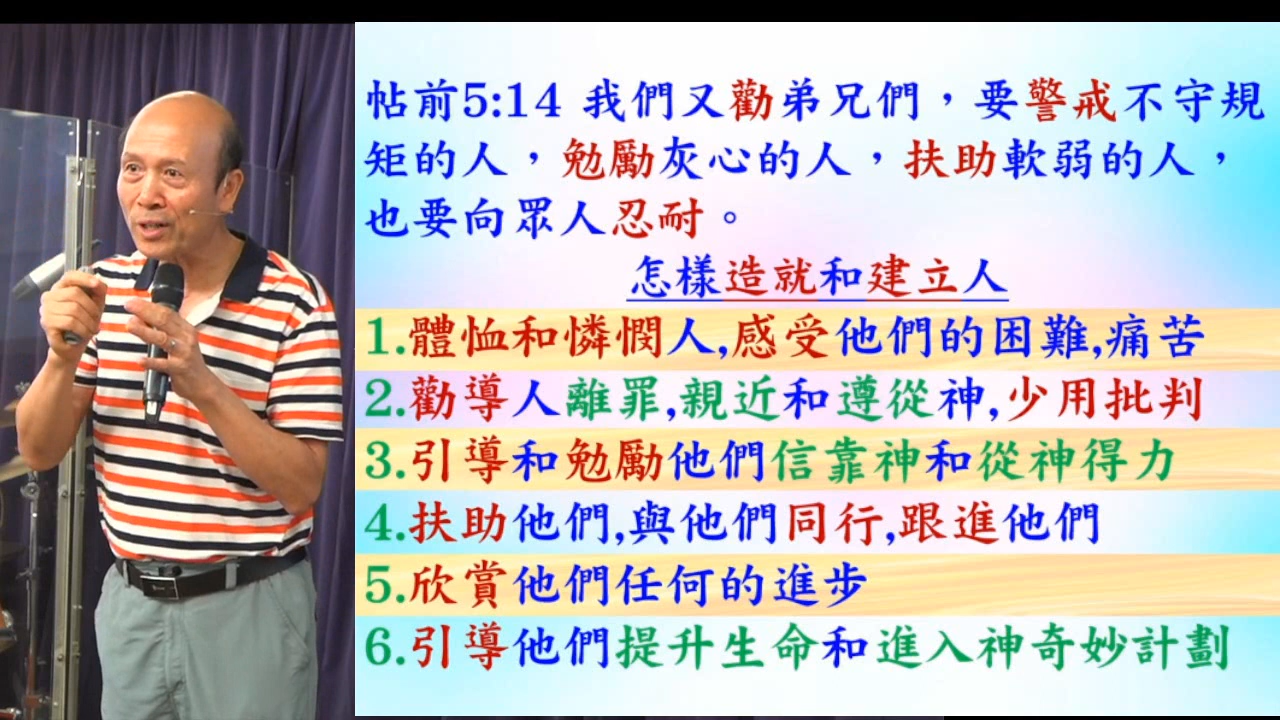 帖前5:14 我們又勸弟兄們，要警戒不守規
矩的人，勉勵灰心的人，扶助軟弱的人，
也要向眾人忍耐。
怎樣造就和建立人
1.體恤和憐憫人,感受他們的困難,痛苦
2.勸導人離罪,親近和遵從神,少用批判
3.引導和勉勵他們信靠神和從神得力
4.扶助他們,與他們同行,跟進他們
5.欣賞他們任何的進步
6.引導他們提升生命和進入神奇妙計劃